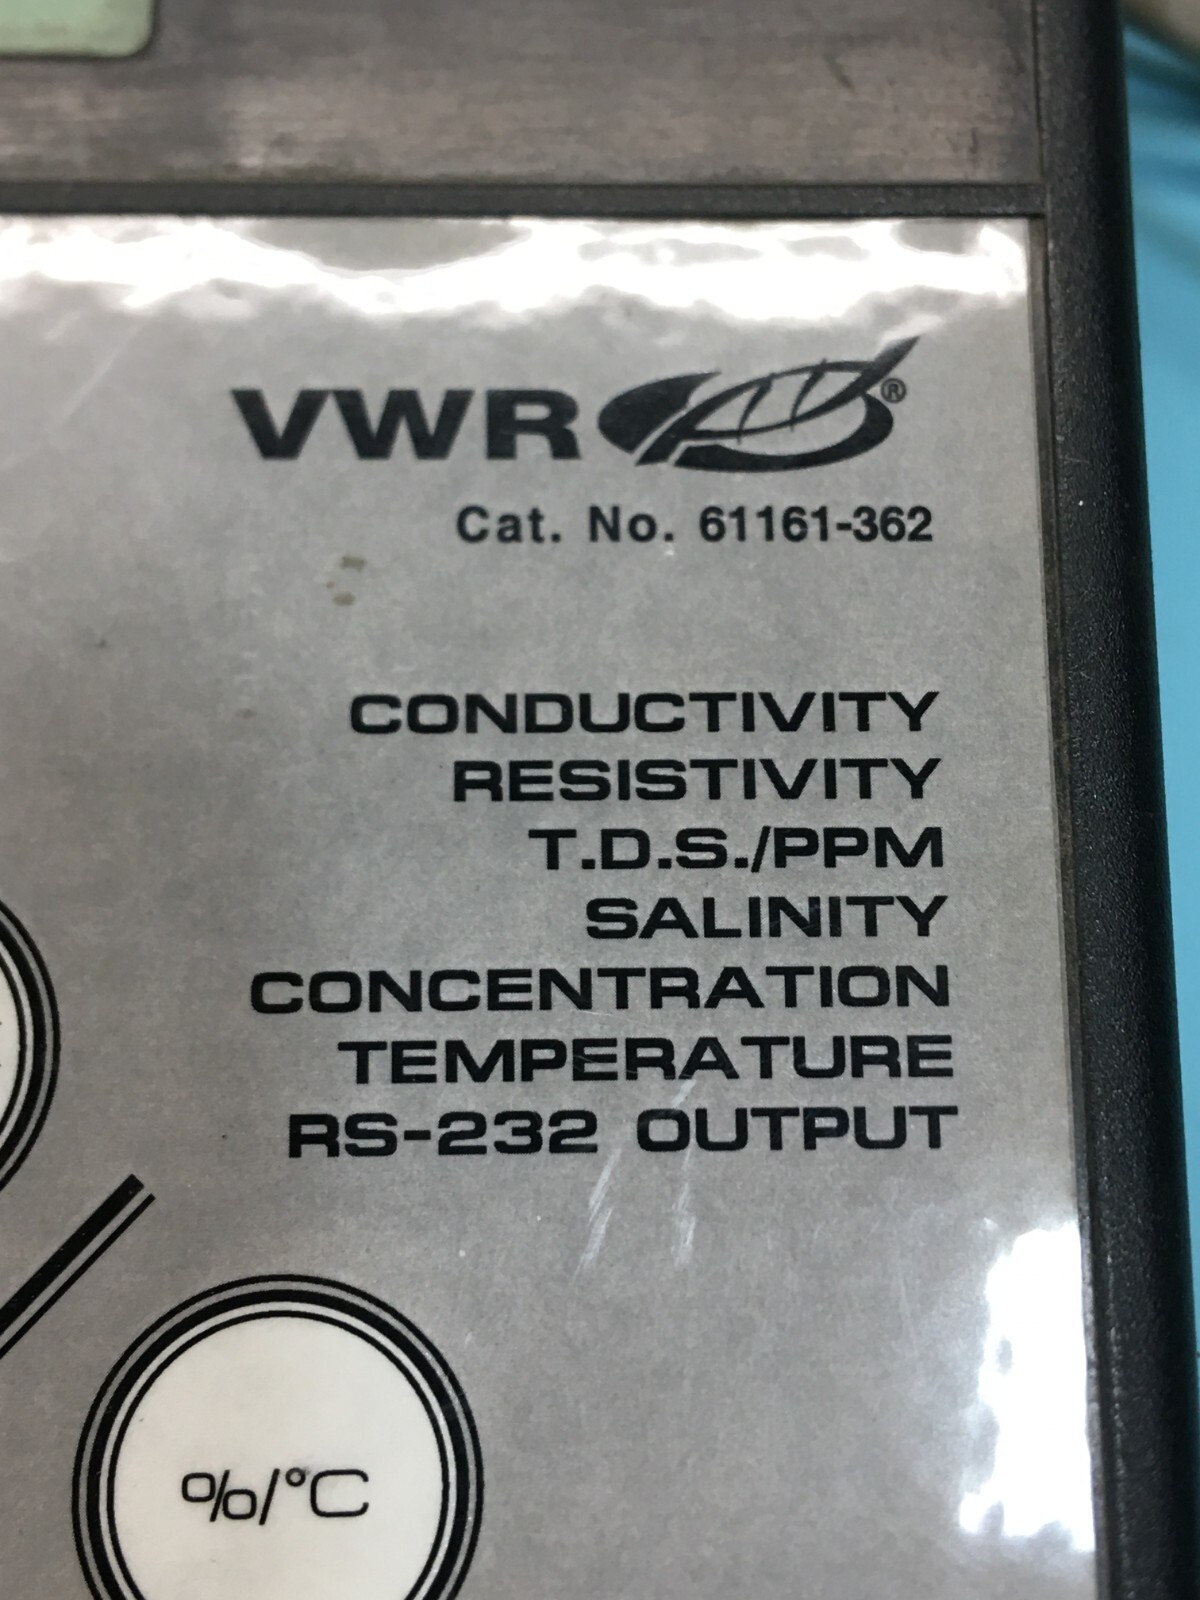 VWR®
Cat. No. 61161-362
CONDUCTIVITY
RESISTIVITY
T.D.S./PPM
SALINITY
CONCENTRATION
TEMPERATURE
RS-232 OUTPUT
%/°C